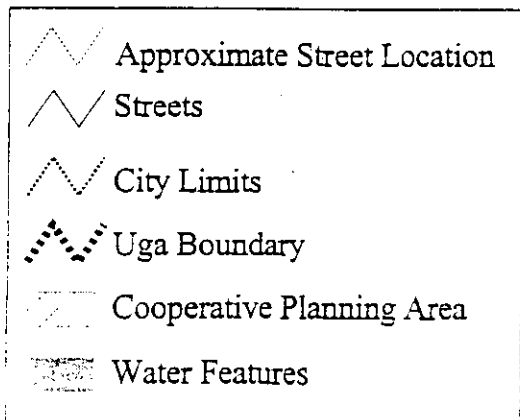 Approximate Street Location
Streets
City Limits
Uga Boundary
Cooperative Planning Area
Water Features